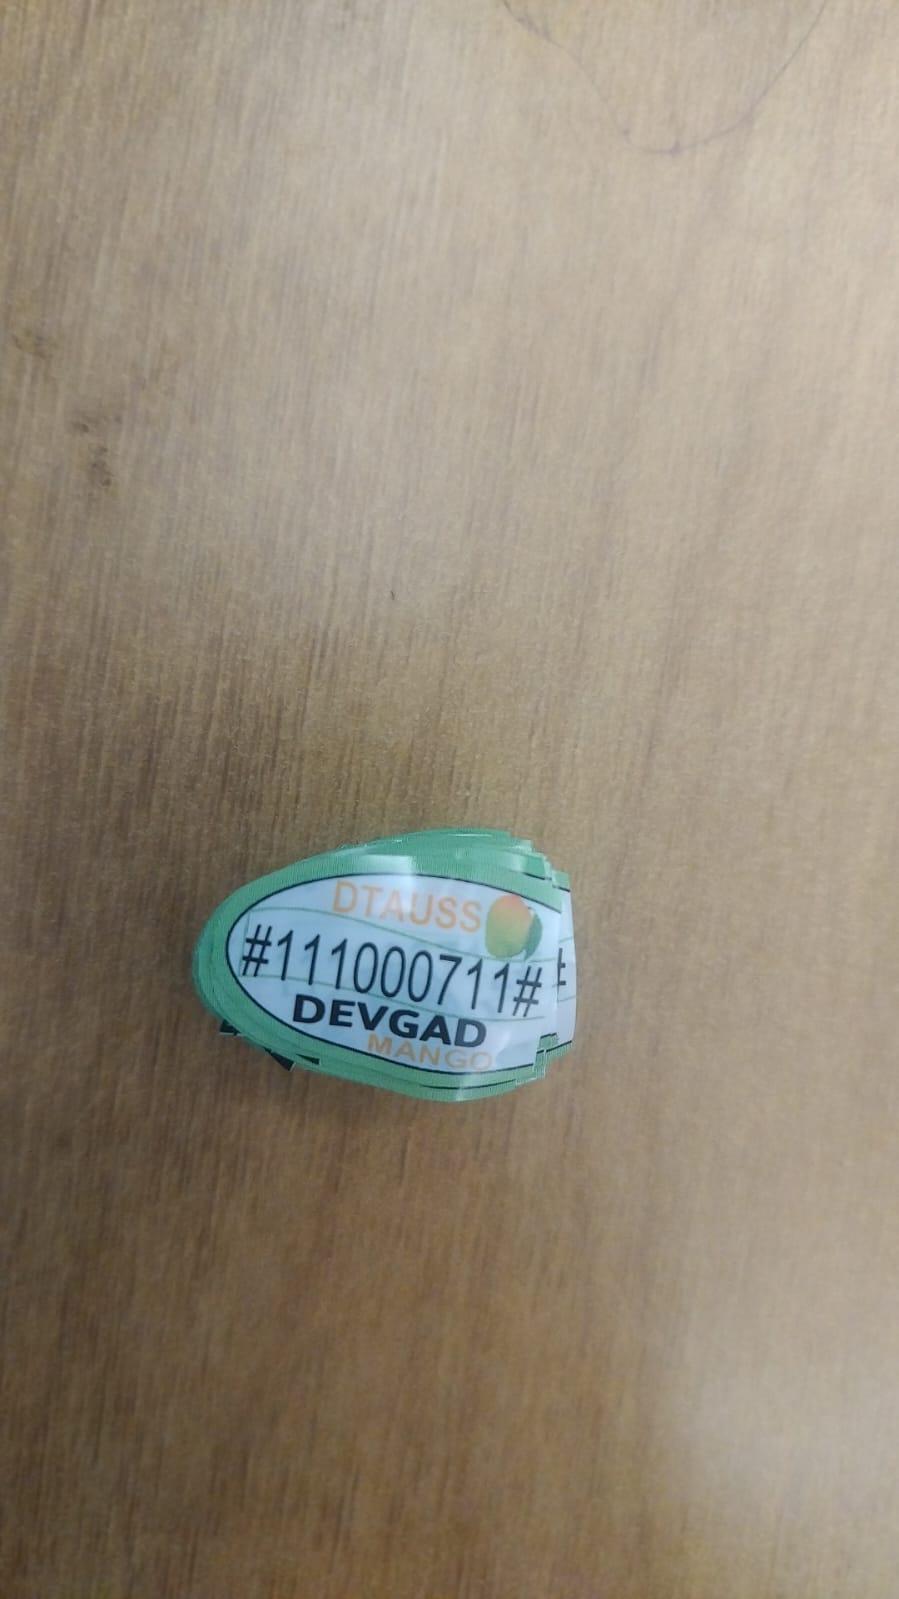 DTAUSS
#111000711#
DEVGAD
MANGO